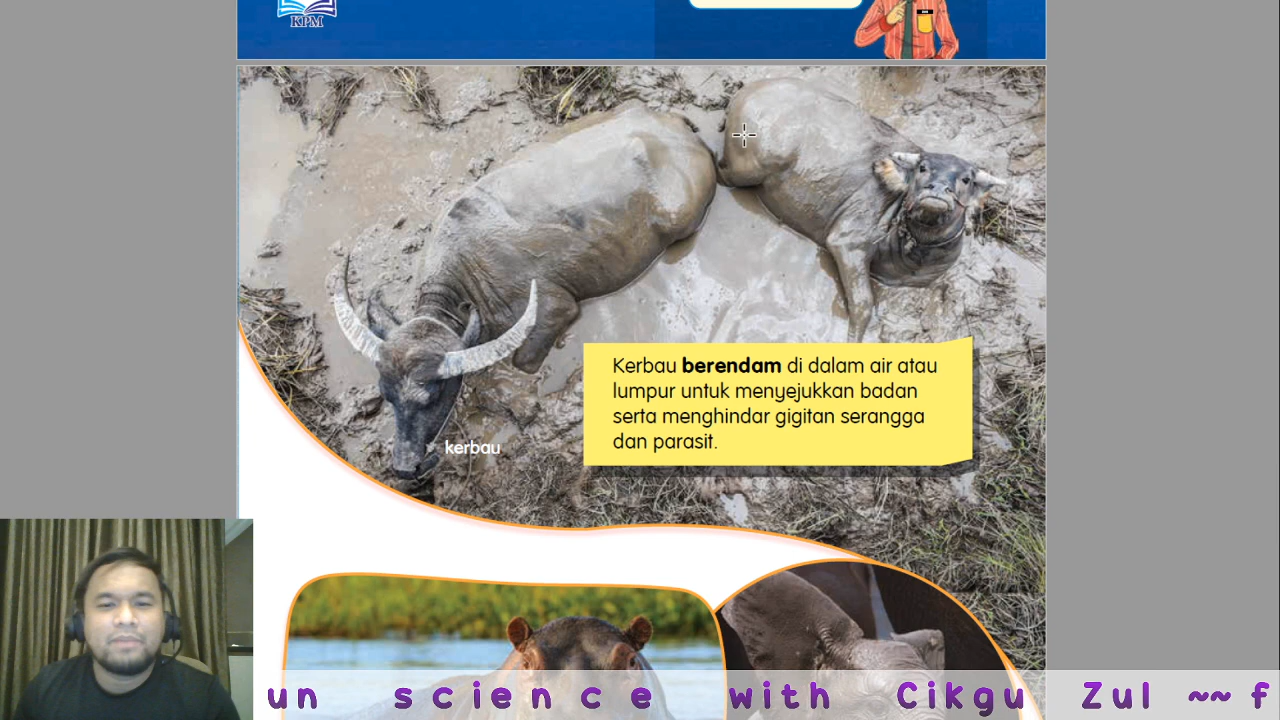 KPM
Kerbau berendam di dalam air atau
lumpur untuk menyejukkan badan
serta menghindar gigitan serangga
dan parasit.
kerbau
un science with Cikgu Zul ~~ f